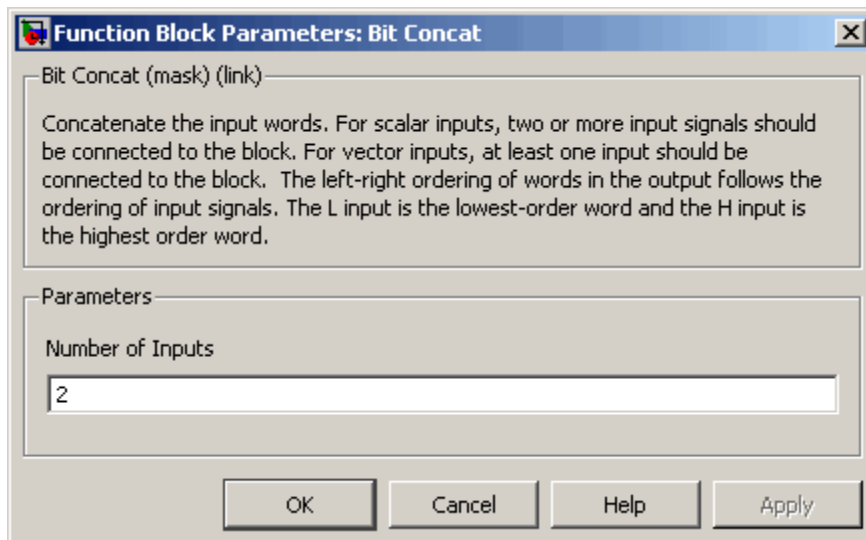 Function Block Parameters: Bit Concat
Bit Concat (mask) (link)
Concatenate the input words. For scalar inputs, two or more input signals should
be connected to the block. For vector inputs, at least one input should be
connected to the block.  The left-right ordering of words in the output follows the
ordering of input signals. The L input is the lowest-order word and the H input is
the highest order word.
Parameters
Number of Inputs
2
OK Cancel Help Apply